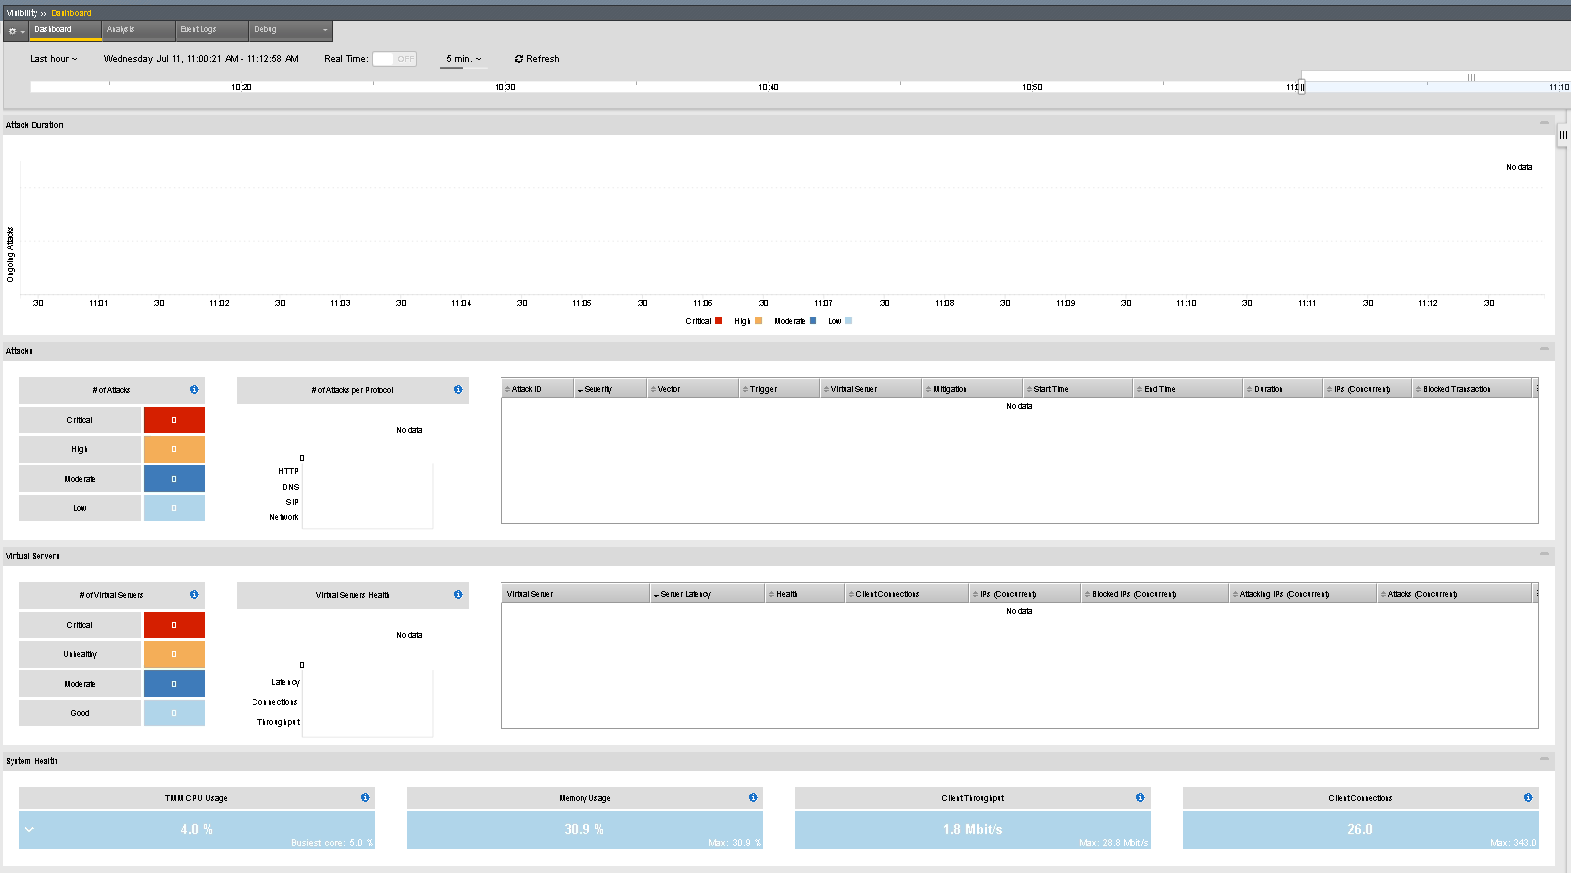 Visibility »  Dashboard
Dashboard Analysis Event Logs Debug
Last hour Wednesday Jul 11, 11:00:21 AM - 11:12:58 AM Real Time: OFF 5 min. Refresh
10:20 10:30 10:40 10:50 11:10
Attack Duration
No data
Ongoing Attacks
:30 11:01 :30 11:02 :30 11:03 :30 11:04 :30 11:05 :30 11:06 :30 11:07 :30 11:08 :30 11:09 :30 11:10 :30 11:11 :30 11:12 :30
Critical High Moderate Low
Attacks
# of Attacks
Critical 0
High 0
Moderate 0
Low 0
# of Attacks per Protocol
No data
0
HTTP
DNS
SIP
Network
Attack ID Severity Vector Trigger Virtual Server Mitigation Start Time End Time Duration IPs (Concurrent) Blocked Transaction
No data
Virtual Servers
# of Virtual Servers
Critical 0
Unhealthy 0
Moderate 0
Good 0
Virtual Servers Health
No data
0
Latency
Connections
Throughput
Virtual Server Server Latency Health Client Connections IPs (Concurrent) Blocked IPs (Concurrent) Attacking IPs (Concurrent) Attacks (Concurrent)
No data
System Health
TMM CPU Usage
4.0 %
Busiest core: 5.0 %
Memory Usage
30.9 %
Max: 30.9 %
Client Throughput
1.8 Mbit/s
Max: 28.8 Mbit/s
Client Connections
26.0
Max: 343.0